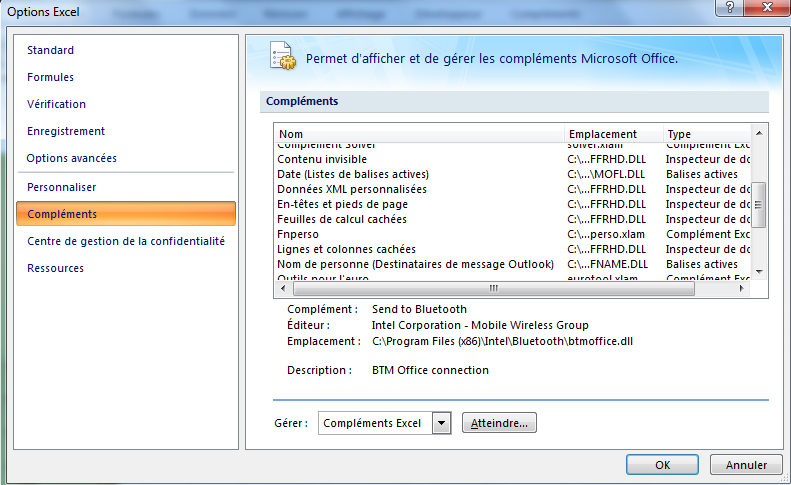 Options Excel
Standard
Formules
Vérification
Enregistrement
Options avancées
Personnaliser
Compléments
Centre de gestion de la confidentialité
Ressources
Permet d'afficher et de gérer les compléments Microsoft Office.
Compléments
Nom Emplacement Type
Complément Solver solver.xlam Complément Exc
Contenu invisible C:\...FFRHD.DLL Inspecteur de do
Date (Listes de balises actives) C:\...\MOFL.DLL Balises actives
Données XML personnalisées C:\...FFRHD.DLL Inspecteur de do
En-têtes et pieds de page C:\...FFRHD.DLL Inspecteur de do
Feuilles de calcul cachées C:\...FFRHD.DLL Inspecteur de do
Fnperso C:\...perso.xlam Complément Exc
Lignes et colonnes cachées C:\...FFRHD.DLL Inspecteur de do
Nom de personne (Destinataires de message Outlook) C:\...FNAME.DLL Balises actives
Outils pour l'euro eurotool.xlam Complément Exc
Complément : Send to Bluetooth
Éditeur : Intel Corporation - Mobile Wireless Group
Emplacement : C:\Program Files (x86)\Intel\Bluetooth\btmoffice.dll
Description : BTM Office connection
Gérer : Compléments Excel Atteindre...
OK Annuler